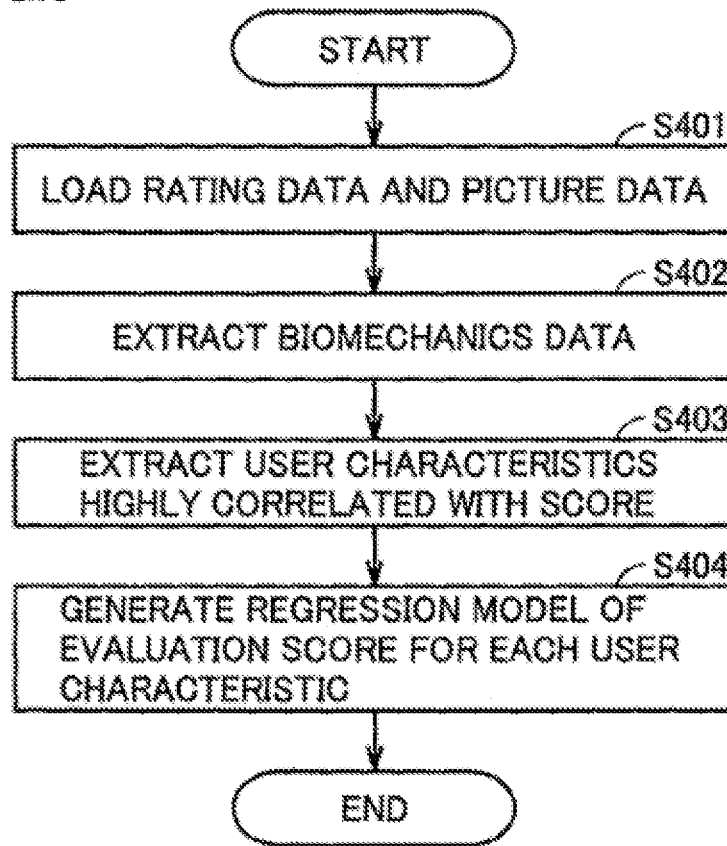 START
S401
LOAD RATING DATA AND PICTURE DATA
S402
EXTRACT BIOMECHANICS DATA
S403
EXTRACT USER CHARACTERISTICS
HIGHLY CORRELATED WITH SCORE
S404
GENERATE REGRESSION MODEL OF
EVALUATION SCORE FOR EACH USER
CHARACTERISTIC
END